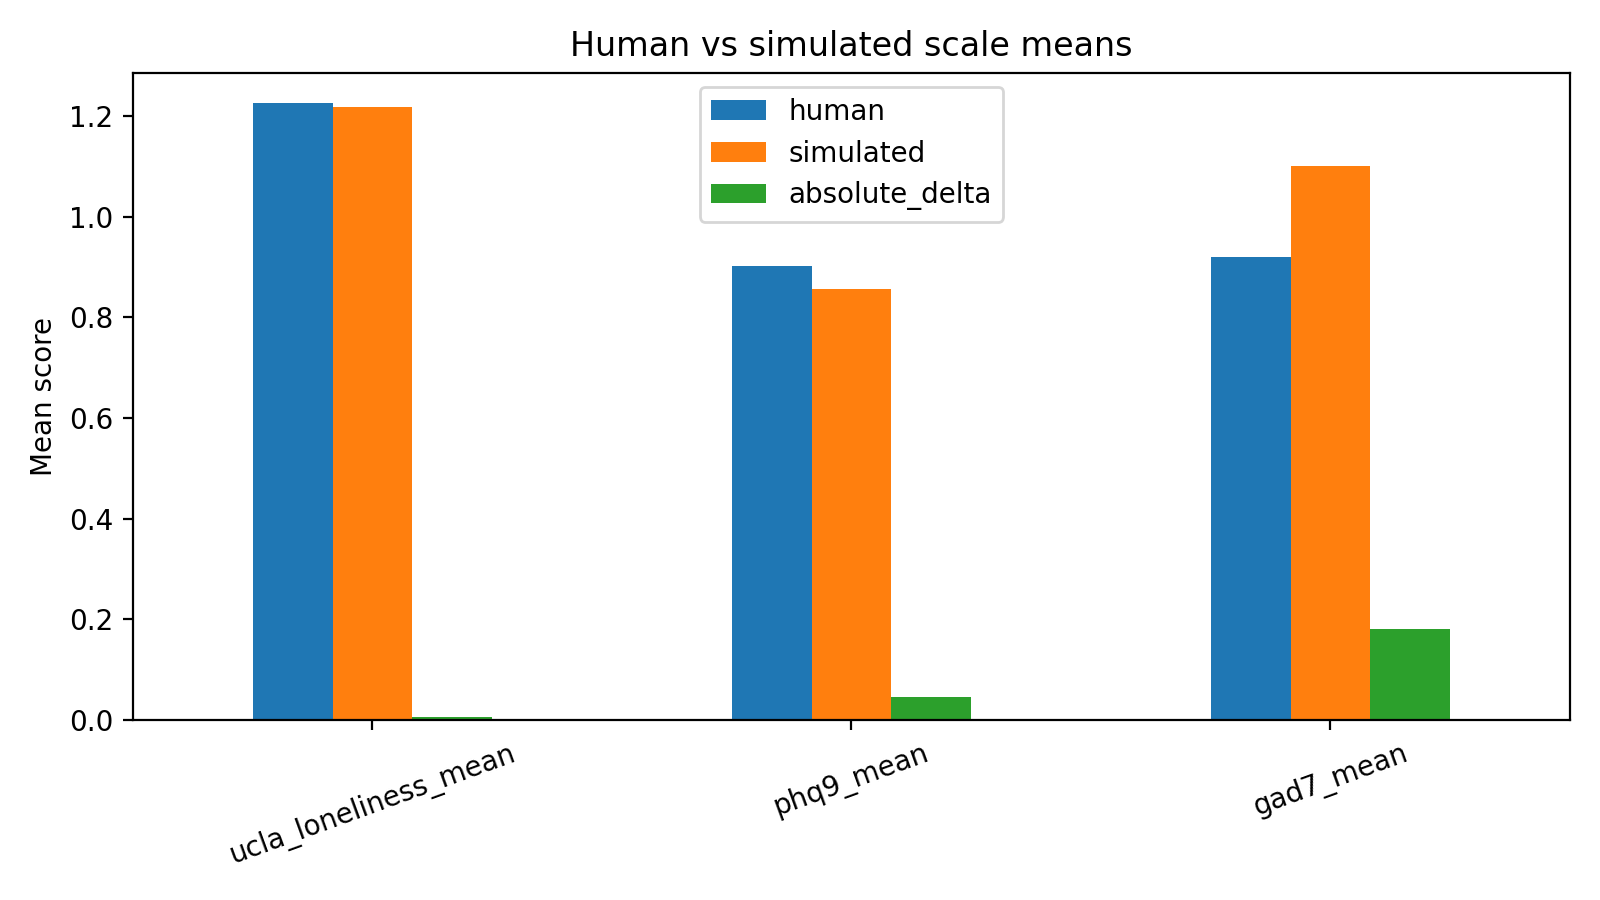 Human vs simulated scale means
human
simulated
absolute_delta
Mean score
1.2
1.0
0.8
0.6
0.4
0.2
0.0
ucla_loneliness_mean
phq9_mean
gad7_mean